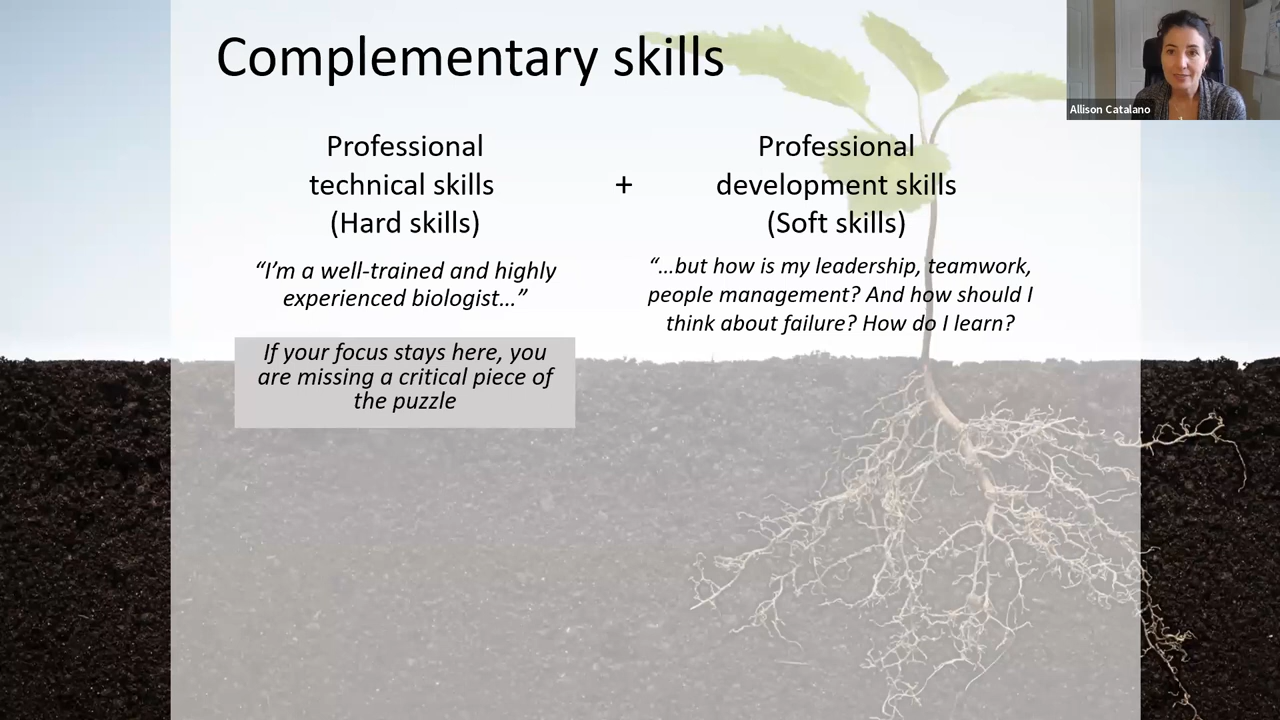 Complementary skills
Allison Catalano
Professional
technical skills
(Hard skills)
+
Professional
development skills
(Soft skills)
“I’m a well-trained and highly
experienced biologist…”
“…but how is my leadership, teamwork,
people management? And how should I
think about failure? How do I learn?
If your focus stays here, you
are missing a critical piece of
the puzzle